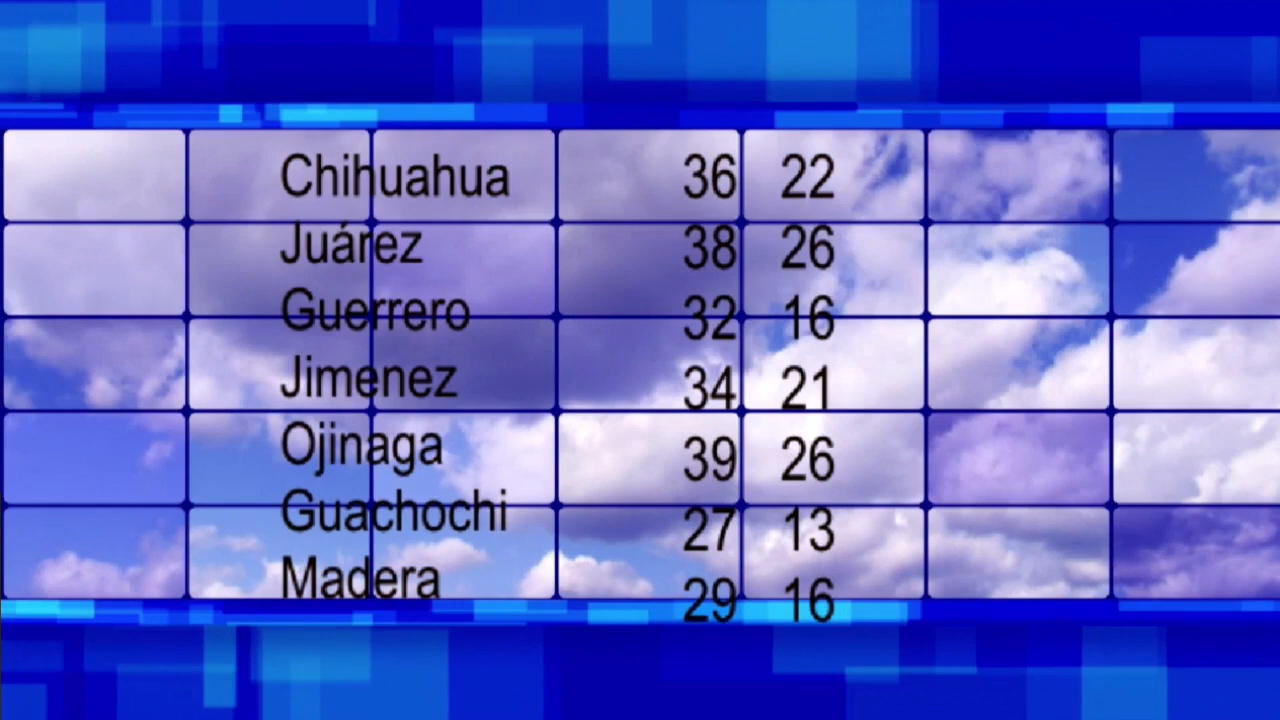 Chihuahua 36 22
Juárez 38 26
Guerrero 32 16
Jimenez 34 21
Ojinaga 39 26
Guachochi 27 13
Madera 29 16